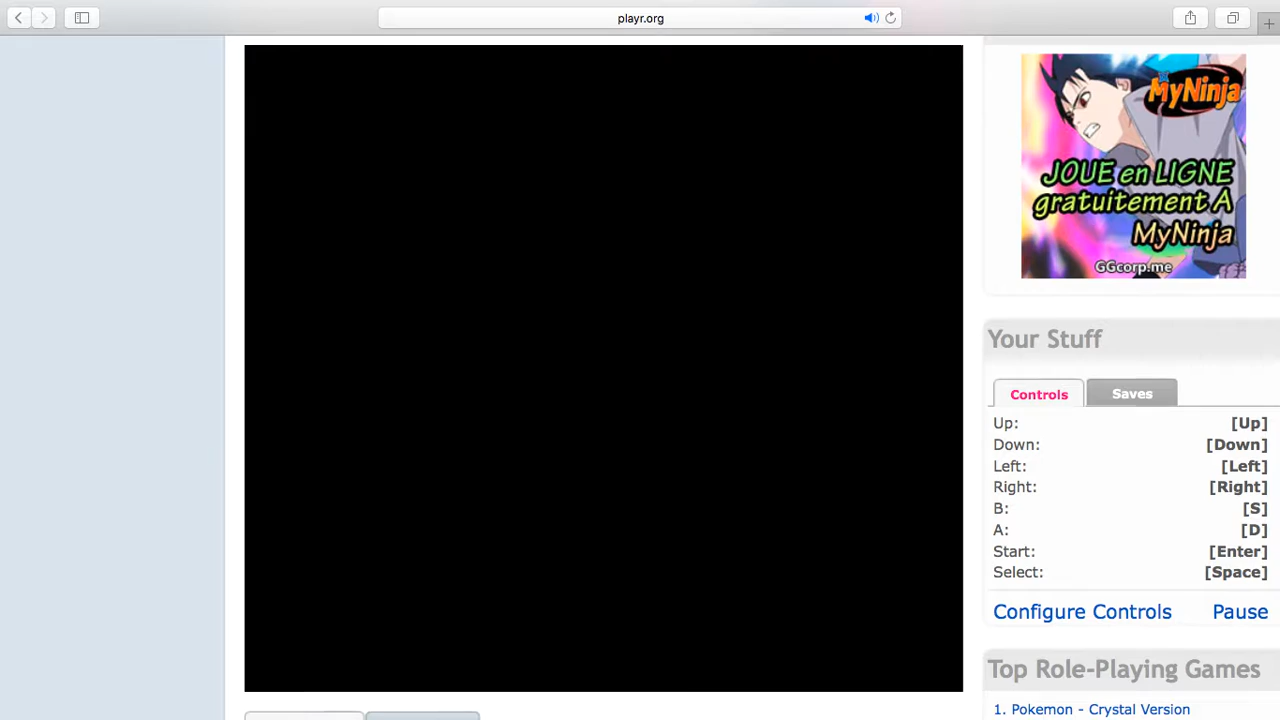 playr.org
MyNinja
JOUE en LIGNE
gratuitement A
MyNinja
GGcorp.me
Your Stuff
Controls
Saves
Up: [Up]
Down: [Down]
Left: [Left]
Right: [Right]
B: [S]
A: [D]
Start: [Enter]
Select: [Space]
Configure Controls
Pause
Top Role-Playing Games
1. Pokemon - Crystal Version